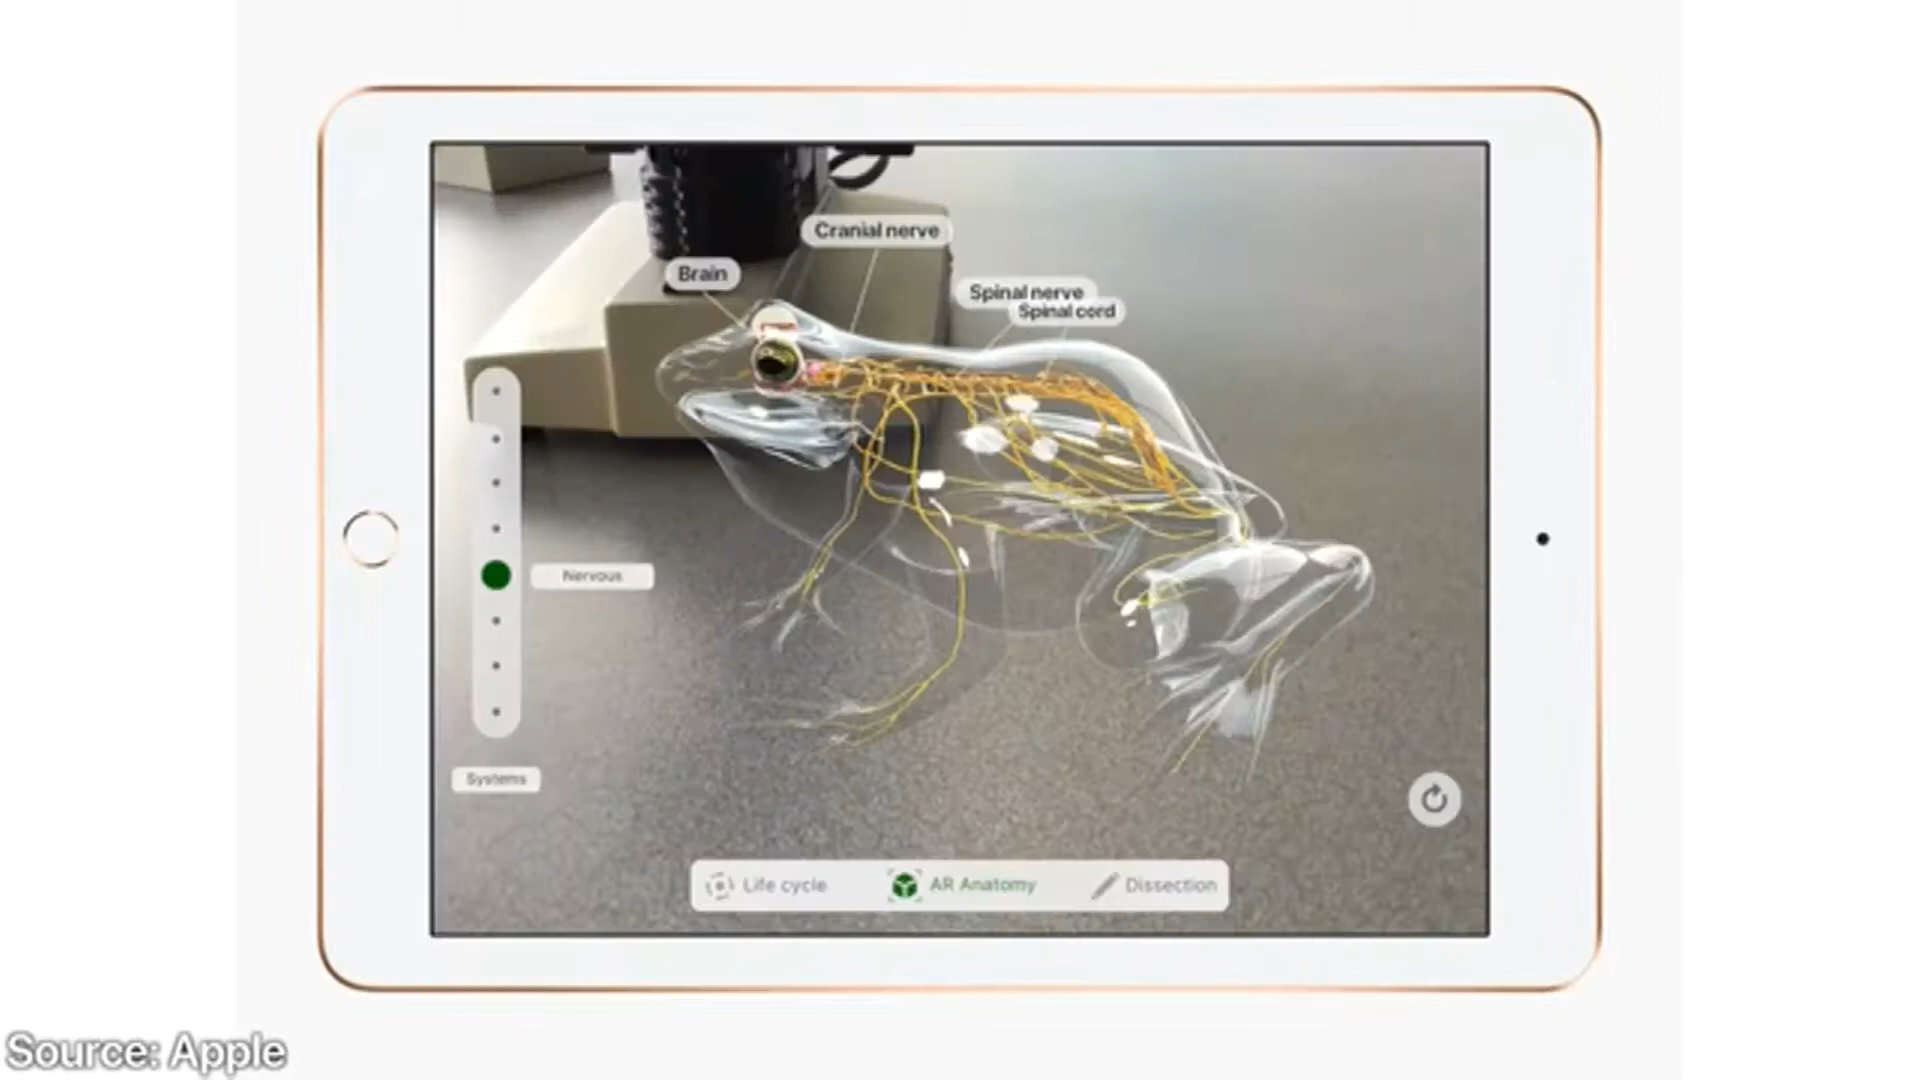 Cranial nerve
Brain
Spinal nerve
Spinal cord
Nervous
Systems
Life cycle
AR Anatomy
Dissection
Source: Apple